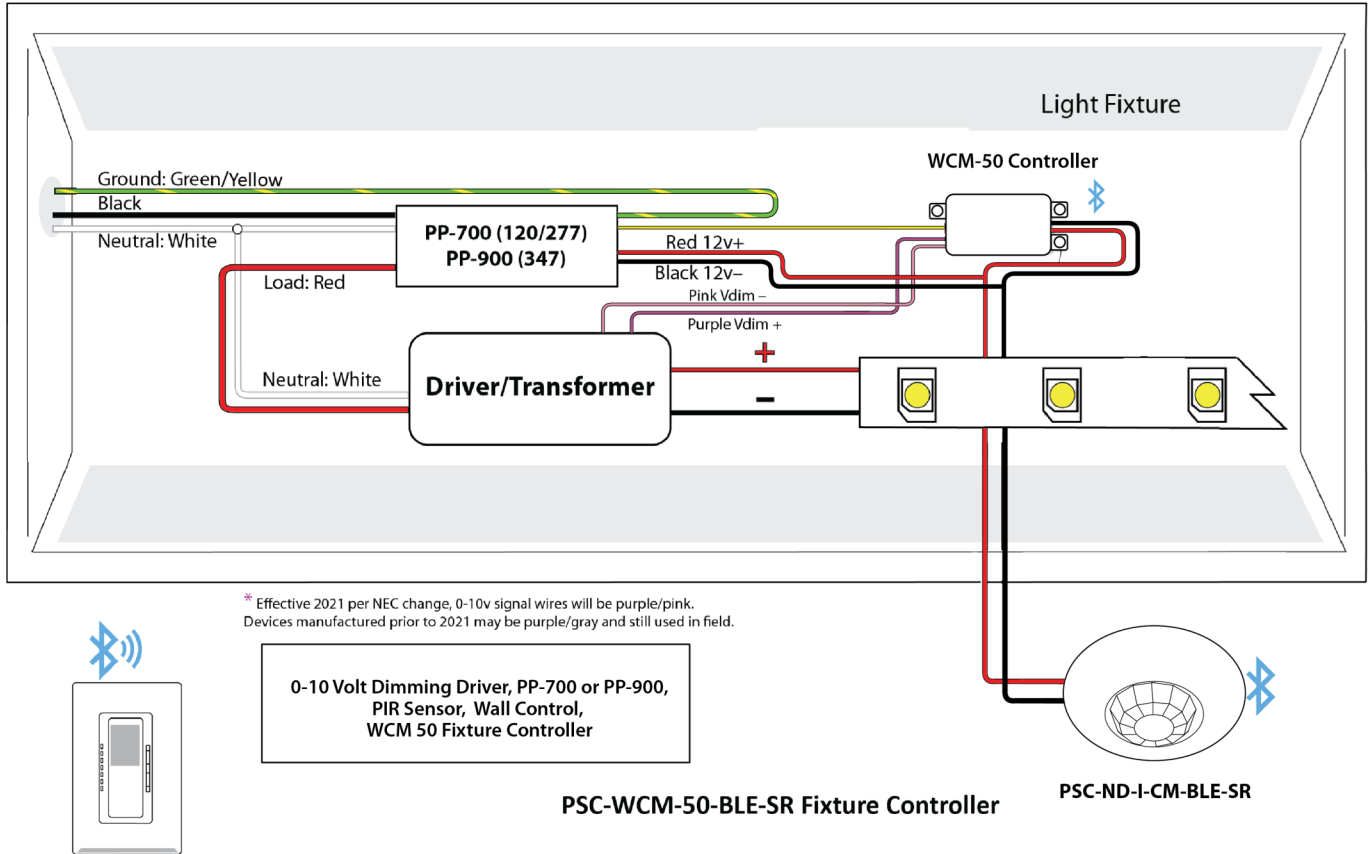 Light Fixture
WCM-50 Controller
Ground: Green/Yellow
Black
Neutral: White
PP-700 (120/277)
PP-900 (347)
Red 12v+
Black 12v–
Load: Red
Pink Vdim –
Purple Vdim +
+
–
Neutral: White
Driver/Transformer
* Effective 2021 per NEC change, 0-10v signal wires will be purple/pink.
Devices manufactured prior to 2021 may be purple/gray and still used in field.
0-10 Volt Dimming Driver, PP-700 or PP-900,
PIR Sensor, Wall Control,
WCM 50 Fixture Controller
PSC-ND-I-CM-BLE-SR
PSC-WCM-50-BLE-SR Fixture Controller